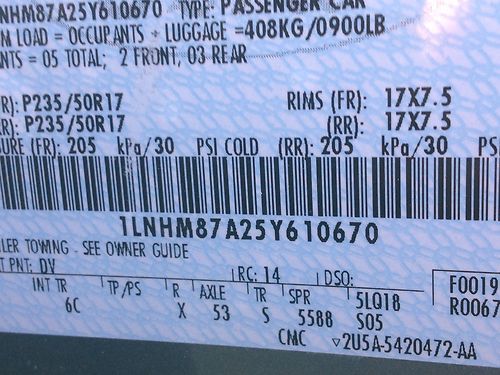 NHM87A25Y610670 TYPE: PASSENGER CAR
N LOAD = OCCUPANTS + LUGGAGE =408KG/0900LB
NTS = 05 TOTAL; 2 FRONT, 03 REAR
R): P235/50R17 RIMS (FR): 17X7.5
R): P235/50R17 (RR): 17X7.5
URE (FR): 205 kPa/30 PSI COLD (RR): 205 kPa/30 PS
1LNHM87A25Y610670
LER TOWING - SEE OWNER GUIDE
T PNT: DV RC: 14 DSO: F0019
INT TR TP/PS R AXLE TR SPR 5LQ18 R0067
6C X 53 S 5588 S05
CMC ▽2U5A-5420472-AA